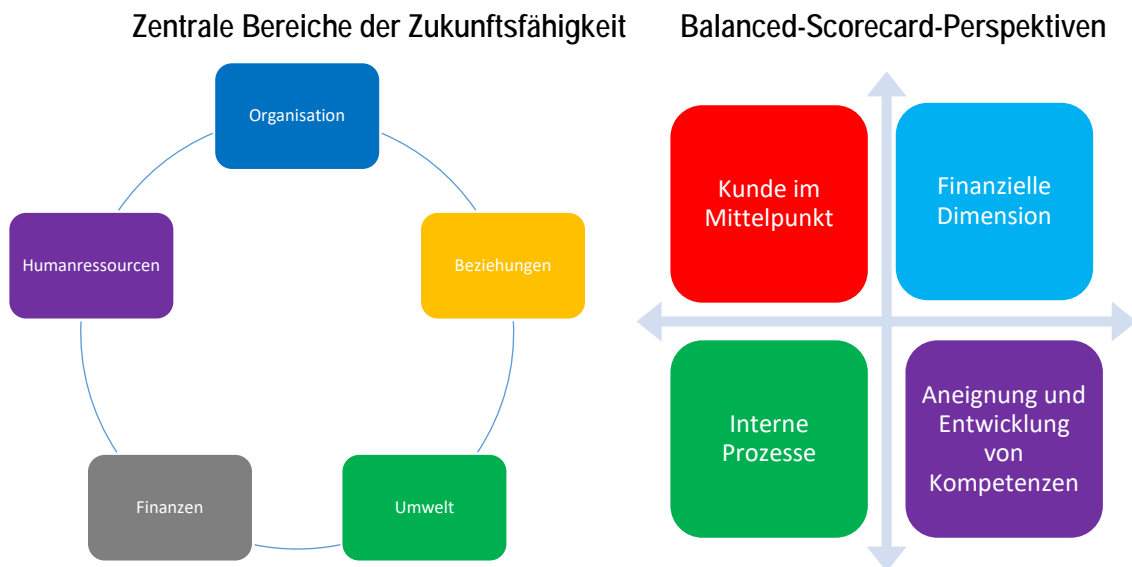 Zentrale Bereiche der Zukunftsfähigkeit
Organisation
Humanressourcen
Beziehungen
Finanzen
Umwelt
Balanced-Scorecard-Perspektiven
Kunde im
Mittelpunkt
Finanzielle
Dimension
Interne
Prozesse
Aneignung und
Entwicklung
von
Kompetenzen